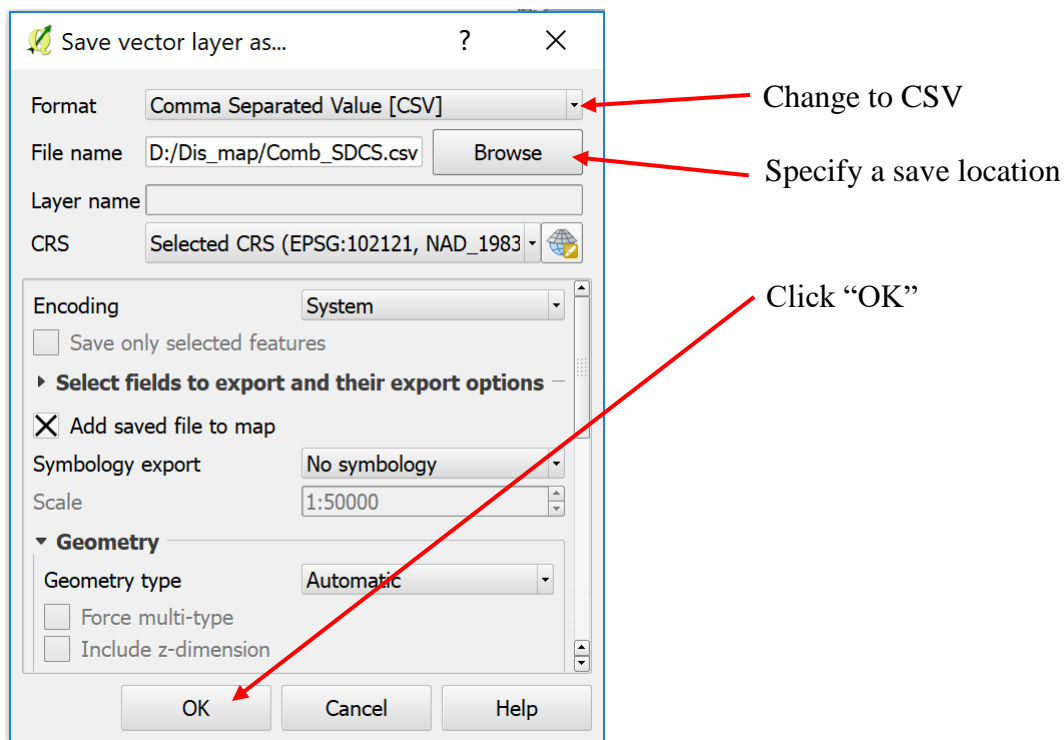 Save vector layer as...
?
Format
Comma Separated Value [CSV]
Change to CSV
File name
D:/Dis_map/Comb_SDCS.csv
Browse
Specify a save location
Layer name
CRS
Selected CRS (EPSG:102121, NAD_1983
Click “OK”
Encoding
System
Save only selected features
Select fields to export and their export options
Add saved file to map
Symbology export
No symbology
Scale
1:50000
Geometry
Geometry type
Automatic
Force multi-type
Include z-dimension
OK
Cancel
Help